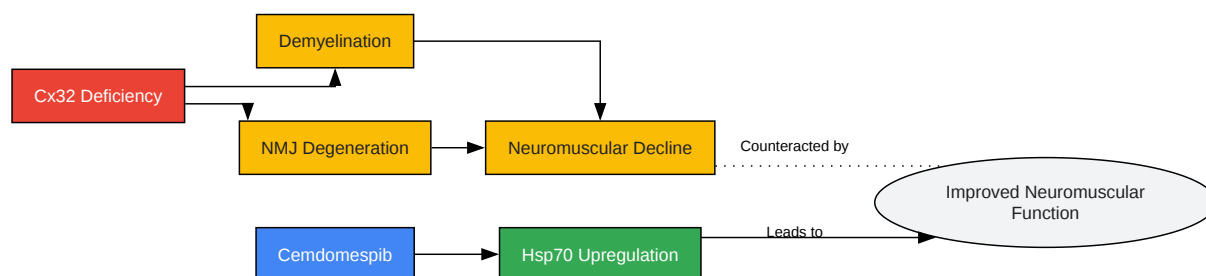 Demyelination
Cx32 Deficiency
NMJ Degeneration
Neuromuscular Decline
Counteracted by
Improved Neuromuscular
Function
Cemdomespib
Hsp70 Upregulation
Leads to